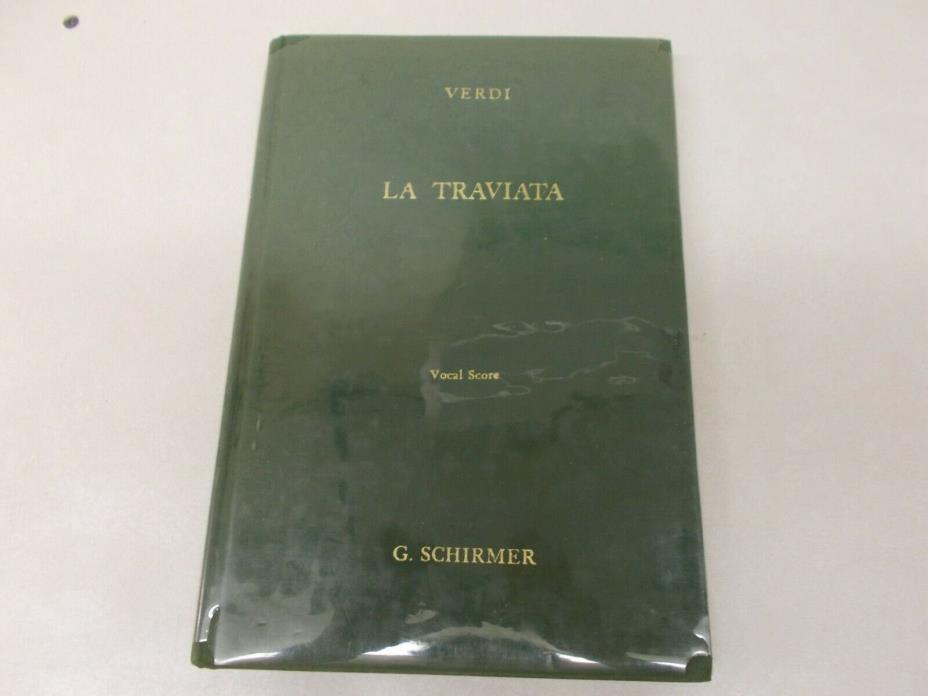 VERDI
LA TRAVIATA
Vocal Score
G. SCHIRMER